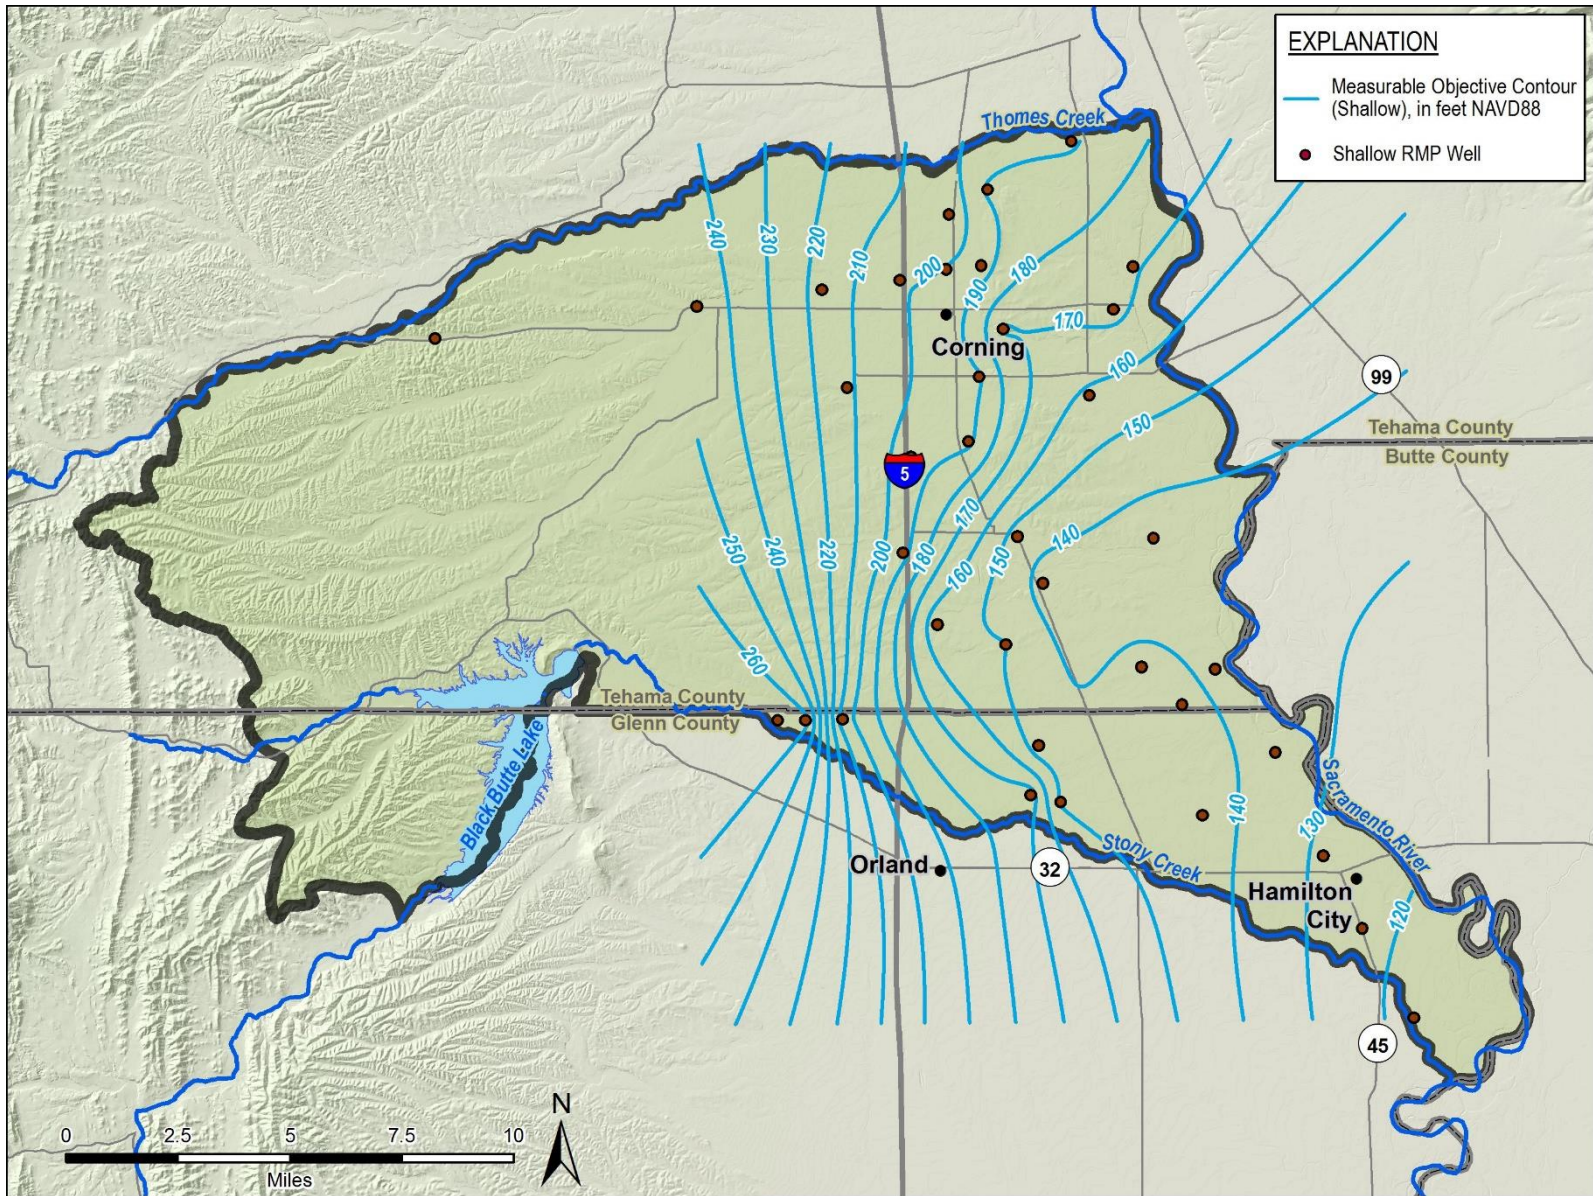 EXPLANATION
Measurable Objective Contour
(Shallow), in feet NAVD88
Shallow RMP Well
Thomes Creek
240
230
220
210
200
190
180
170
160
150
140
Corning
99
Tehama County
Butte County
5
250
240
220
200
180
170
160
150
260
Tehama County
Glenn County
Black Butte Lake
Sacramento River
140
130
120
Stony Creek
Orland
32
Hamilton
City
45
N
0
2.5
5
7.5
10
Miles